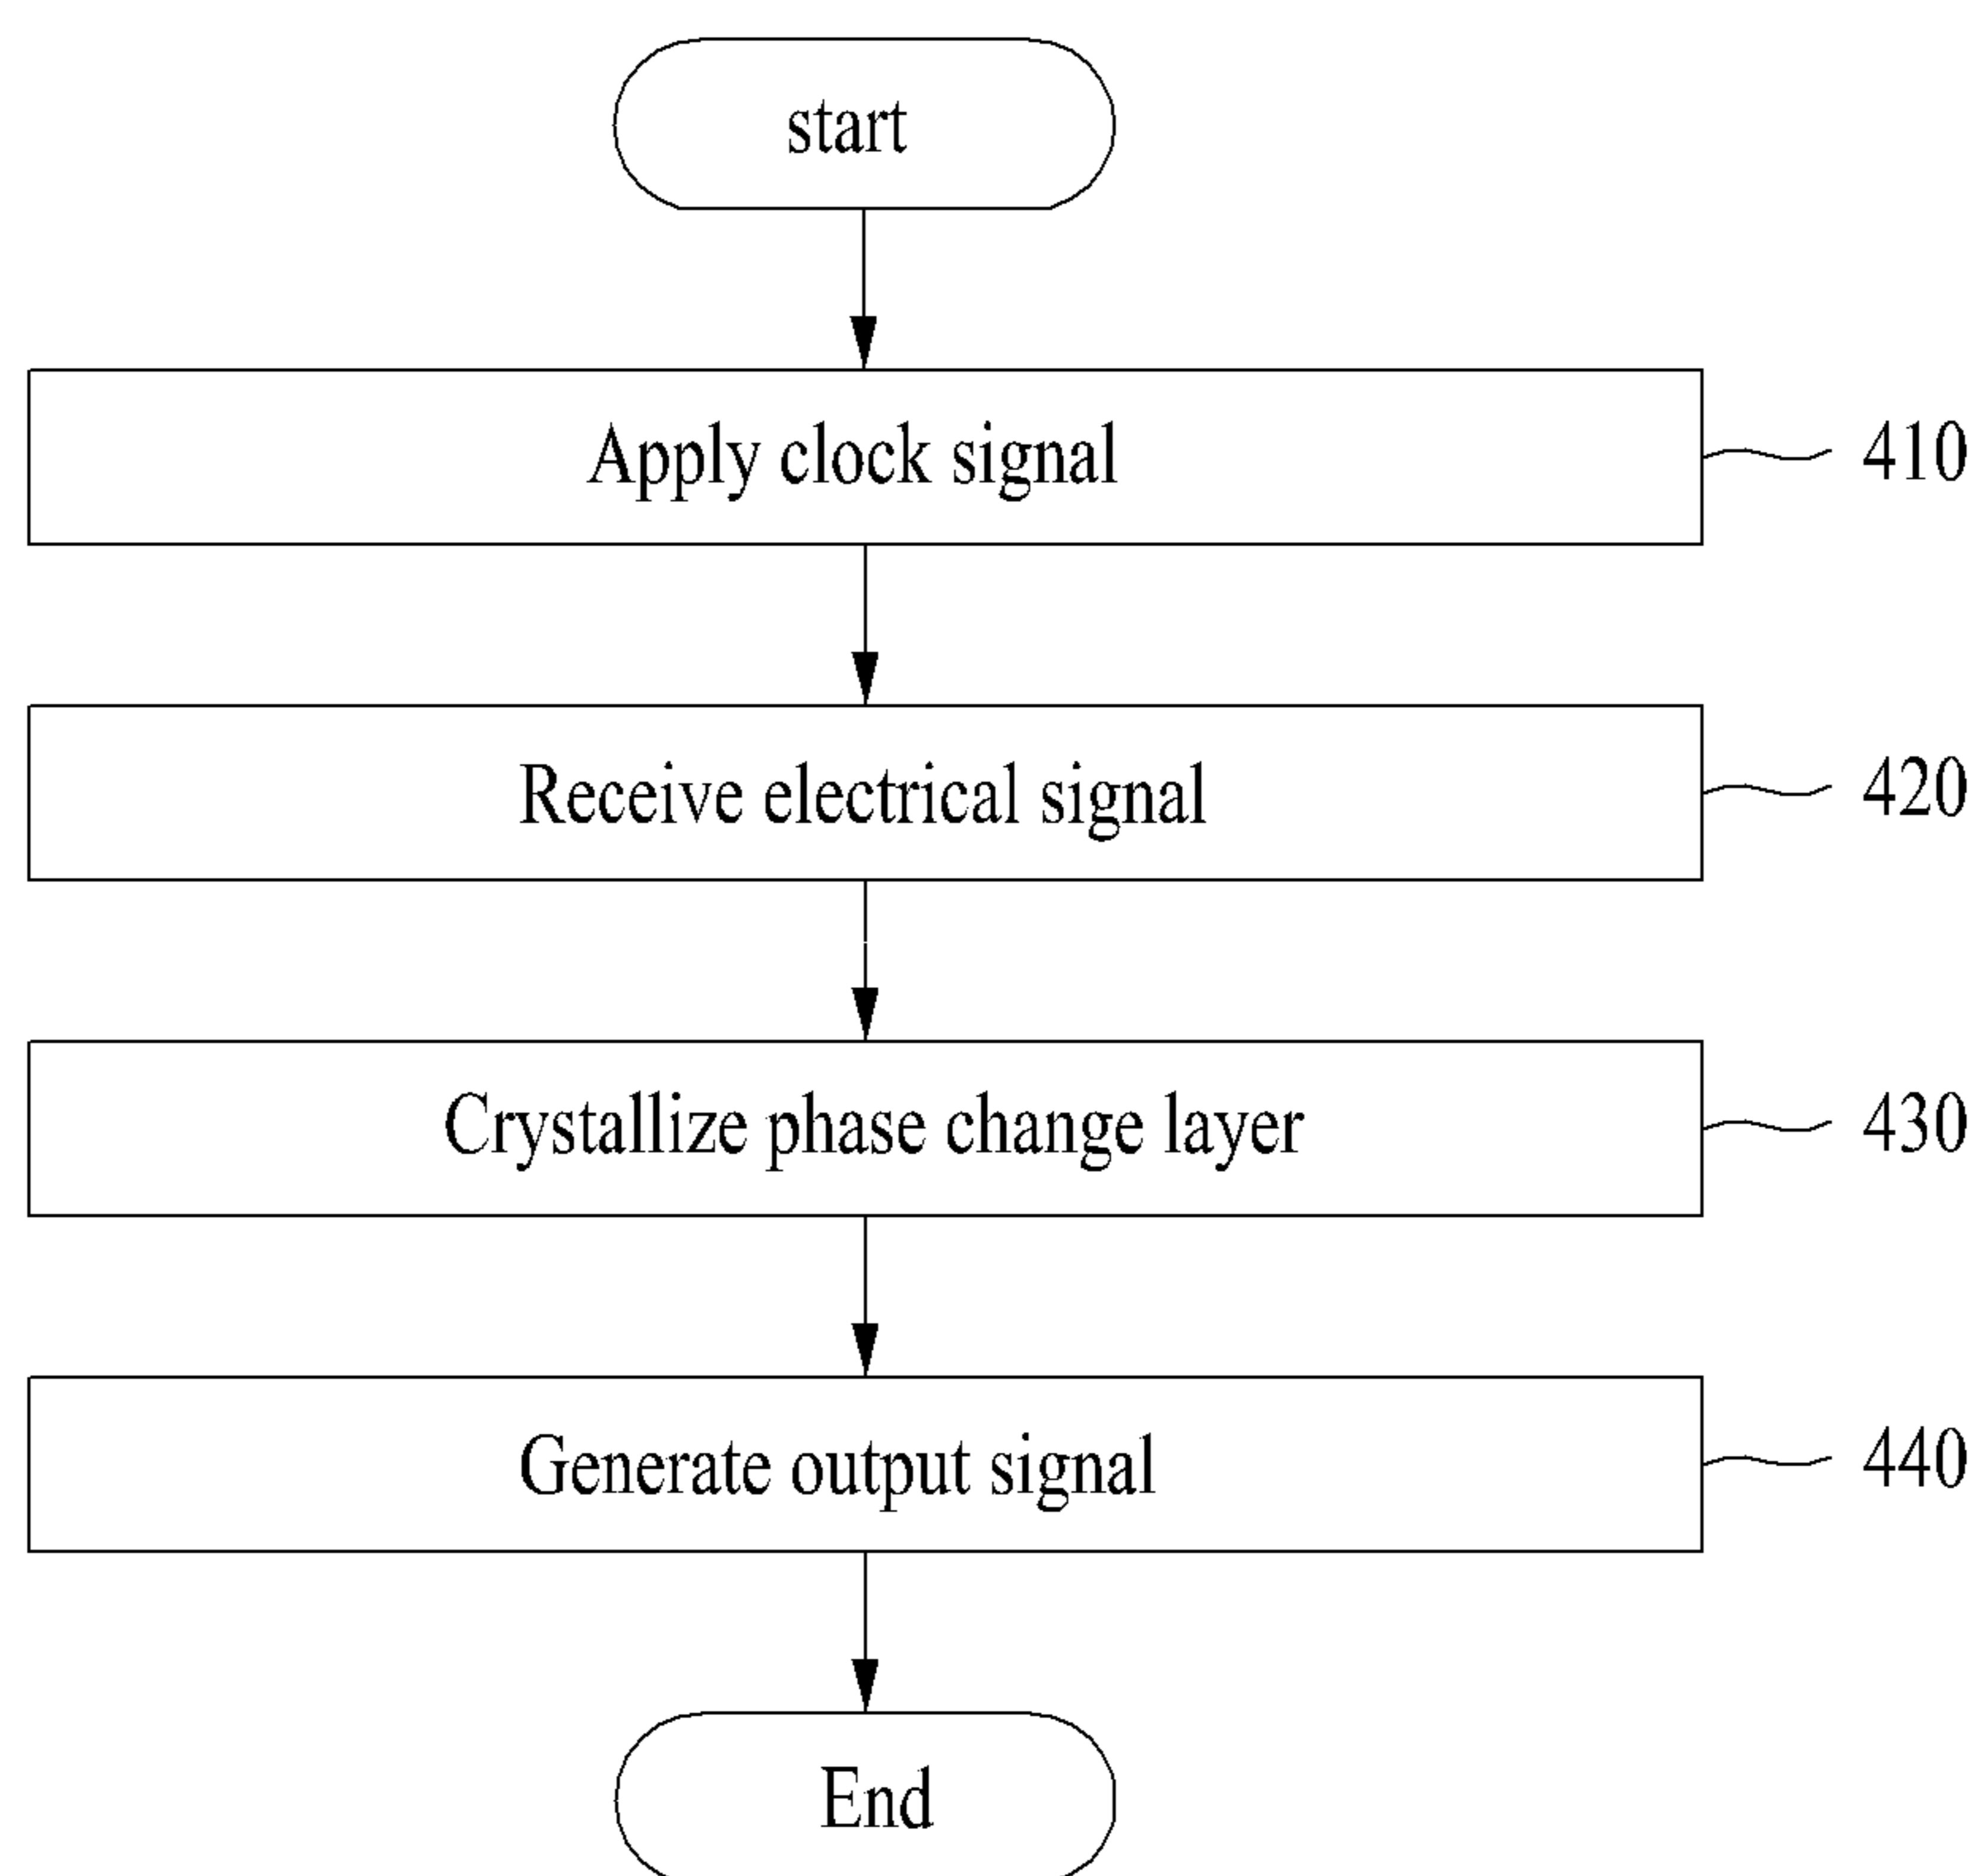 start
Apply clock signal
410
Receive electrical signal
420
Crystallize phase change layer
430
Generate output signal
440
End